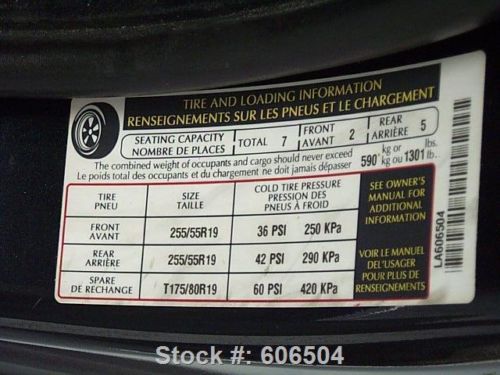 TIRE AND LOADING INFORMATION
RENSEIGNEMENTS SUR LES PNEUS ET LE CHARGEMENT
SEATING CAPACITY
NOMBRE DE PLACES
TOTAL 7
FRONT
AVANT 2
REAR
ARRIÈRE 5
The combined weight of occupants and cargo should never exceed
Le poids total des occupants et du chargement ne doit jamais dépasser
590 kg or
kg ou 1301 lbs.
lb.
TIRE
PNEU
SIZE
TAILLE
COLD TIRE PRESSURE
PRESSION DES
PNEUS À FROID
FRONT
AVANT
255/55R19
36 PSI 250 KPa
REAR
ARRIÈRE
255/55R19
42 PSI 290 KPa
SPARE
DE RECHANGE
T175/80R19
60 PSI 420 KPa
SEE OWNER'S
MANUAL FOR
ADDITIONAL
INFORMATION
VOIR LE MANUEL
DE L'USAGER
POUR PLUS DE
RENSEIGNEMENTS
LA606504
Stock #: 606504